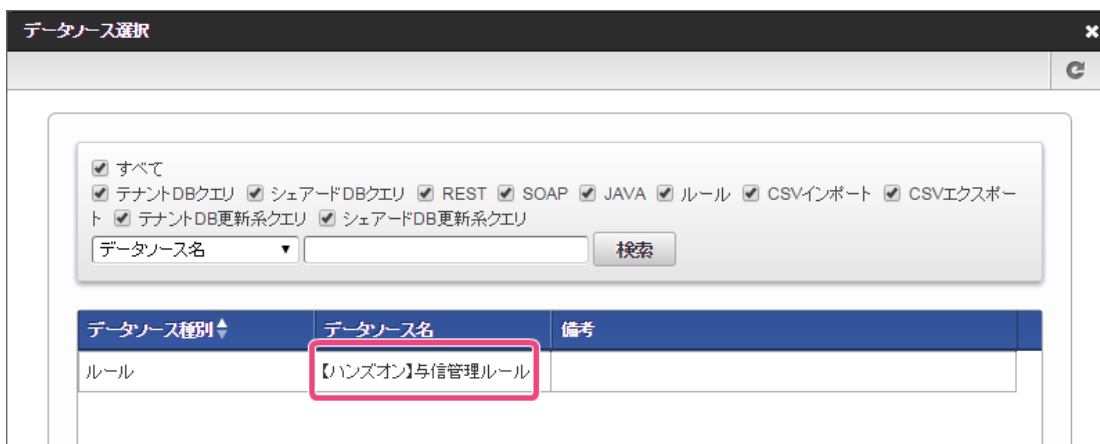 データソース選択
すべて
テナントDBクエリ シェアードDBクエリ REST SOAP JAVA ルール CSVインポート CSVエクスポー
ト テナントDB更新系クエリ シェアードDB更新系クエリ
データソース名 検索
データソース種別 データソース名 備考
ルール 【ハンズオン】与信管理ルール